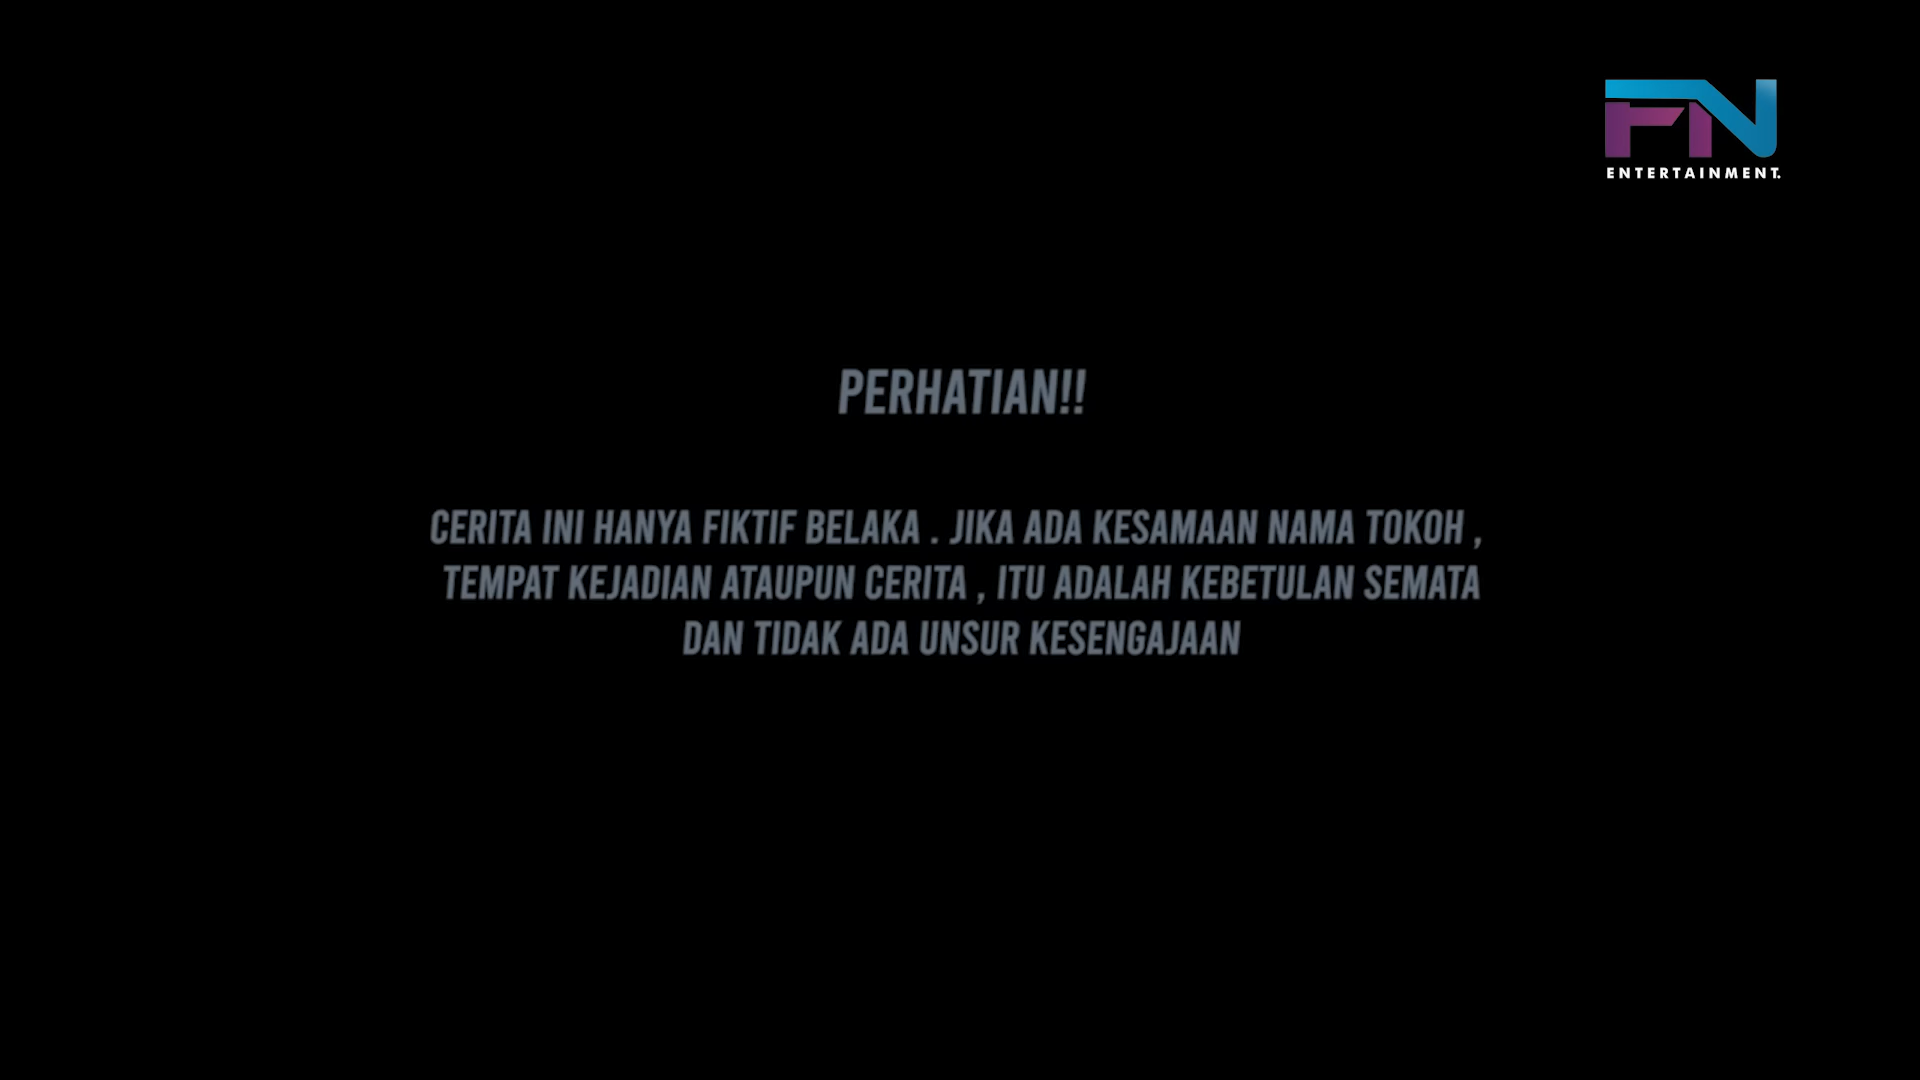 FN
ENTERTAINMENT.
PERHATIAN!!
CERITA INI HANYA FIKTIF BELAKA . JIKA ADA KESAMAAN NAMA TOKOH ,
TEMPAT KEJADIAN ATAUPUN CERITA , ITU ADALAH KEBETULAN SEMATA
DAN TIDAK ADA UNSUR KESENGAJAAN